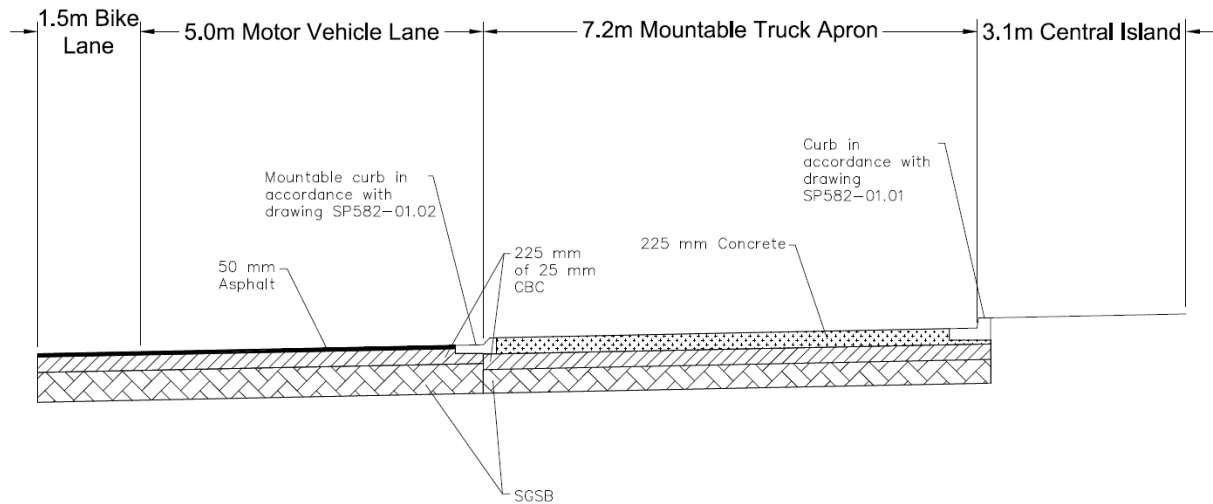 1.5m Bike
Lane
5.0m Motor Vehicle Lane
7.2m Mountable Truck Apron
3.1m Central Island
Mountable curb in
accordance with
drawing SP582-01.02
Curb in
accordance with
drawing
SP582-01.01
50 mm
Asphalt
225 mm
of 25 mm
CBC
225 mm Concrete
SGSB